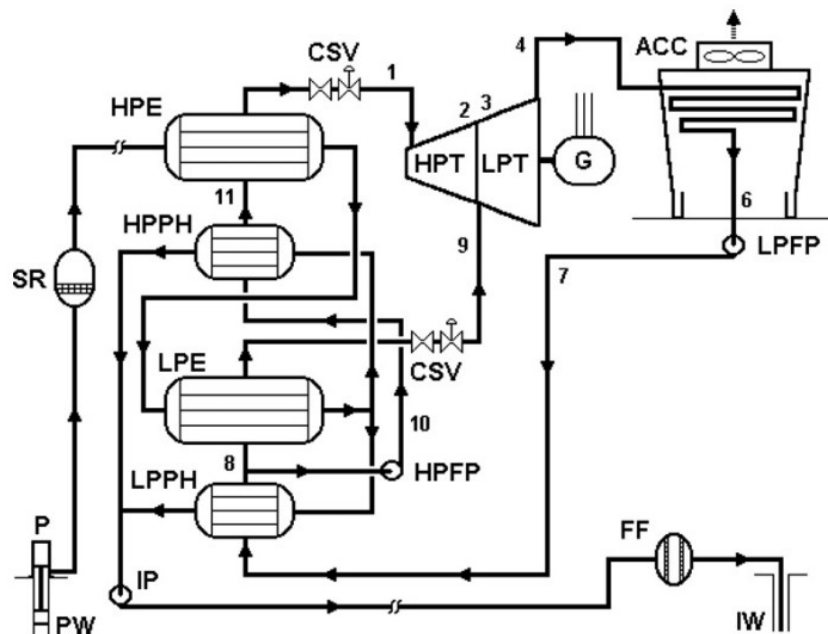 CSV
1
4
ACC
HPE
2
3
HPT
LPT
G
11
HPPH
6
LPFP
9
7
SR
LPE
CSV
10
8
HPFP
LPPH
P
FF
IP
PW
IW